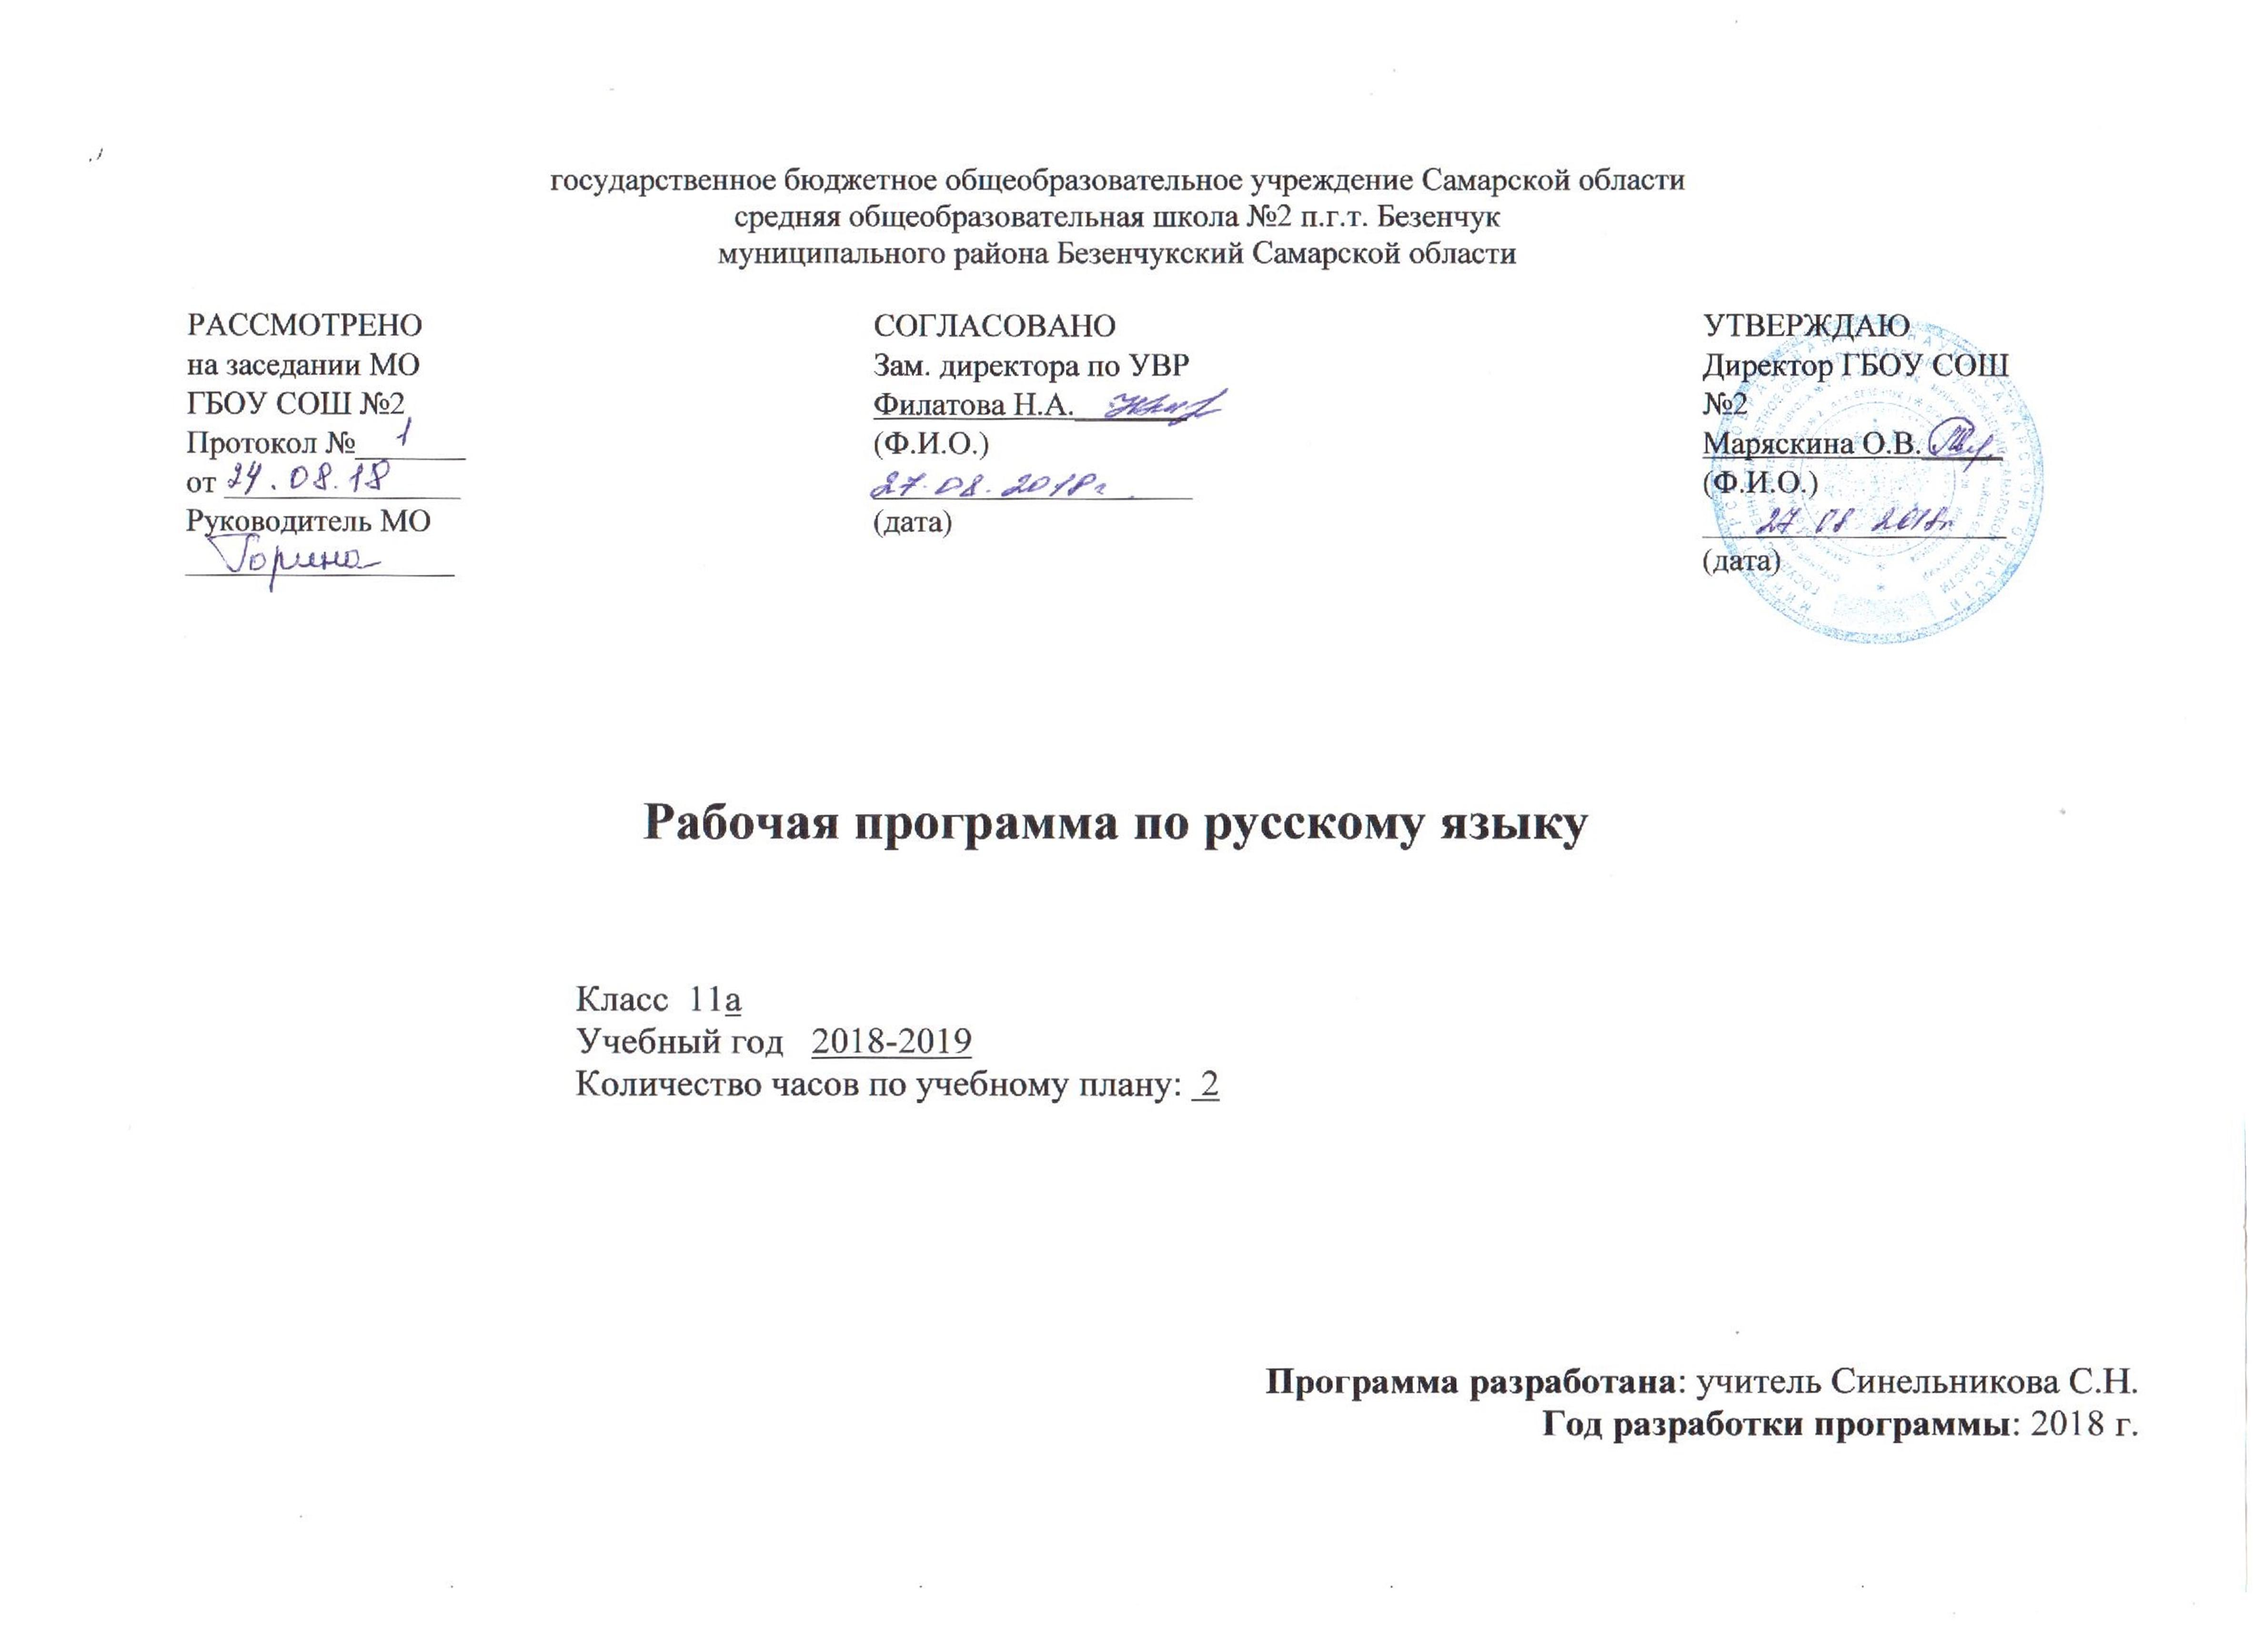 государственное бюджетное общеобразовательное учреждение Самарской области
средняя общеобразовательная школа №2 п.г.т. Безенчук
муниципального района Безенчукский Самарской области
РАССМОТРЕНО
на заседании МО
ГБОУ СОШ №2
Протокол № 1
от 24.08.18
Руководитель МО
Горина
СОГЛАСОВАНО
Зам. директора по УВР
Филатова Н.А.
(Ф.И.О.)
27.08.2018г.
(дата)
УТВЕРЖДАЮ
Директор ГБОУ СОШ
№2
Маряскина О.В.
(Ф.И.О.)
27 08 2018г
(дата)
Рабочая программа по русскому языку
Класс 11а
Учебный год 2018-2019
Количество часов по учебному плану: 2
Программа разработана: учитель Синельникова С.Н.
Год разработки программы: 2018 г.